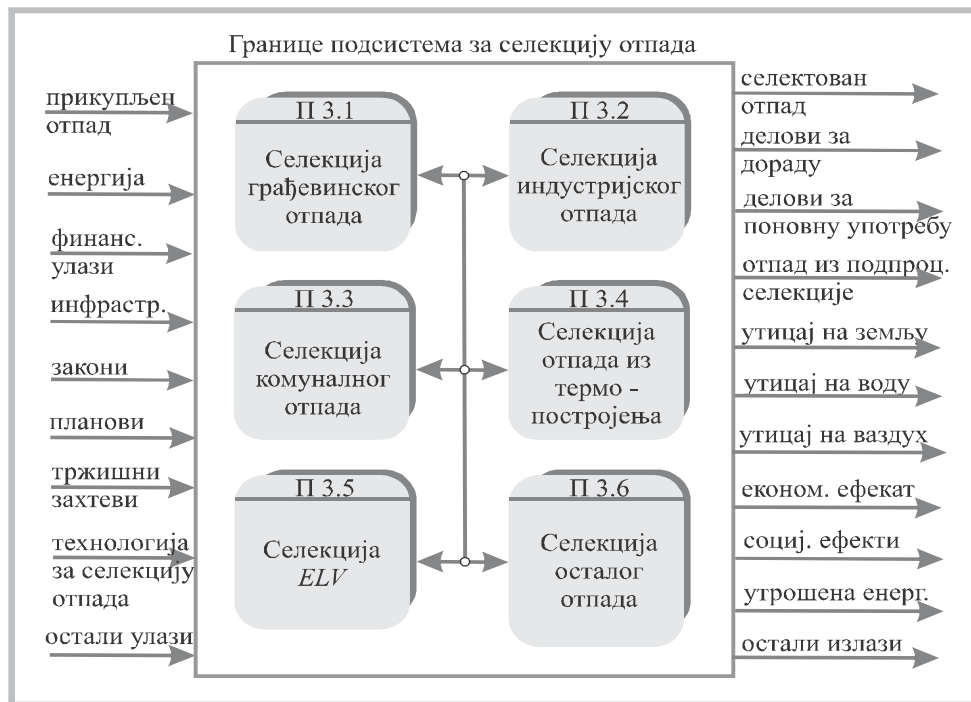 Границе подсистема за селекцију отпада
прикупљен
отпад
енергија
финанс.
улази
инфрастр.
закони
планови
тржишни
захтеви
технологија
за селекцију
отпада
остали улази
П 3.1
Селекција
грађевинског
отпада
П 3.2
Селекција
индустријског
отпада
П 3.3
Селекција
комуналног
отпада
П 3.4
Селекција
отпада из
термо -
постројења
П 3.5
Селекција
ELV
П 3.6
Селекција
осталог
отпада
селектован
отпад
делови за
дораду
делови за
поновну употребу
отпад из подпроц.
селекције
утицај на земљу
утицај на воду
утицај на ваздух
економ. ефекат
социј. ефекти
утрошена енерг.
остали излази